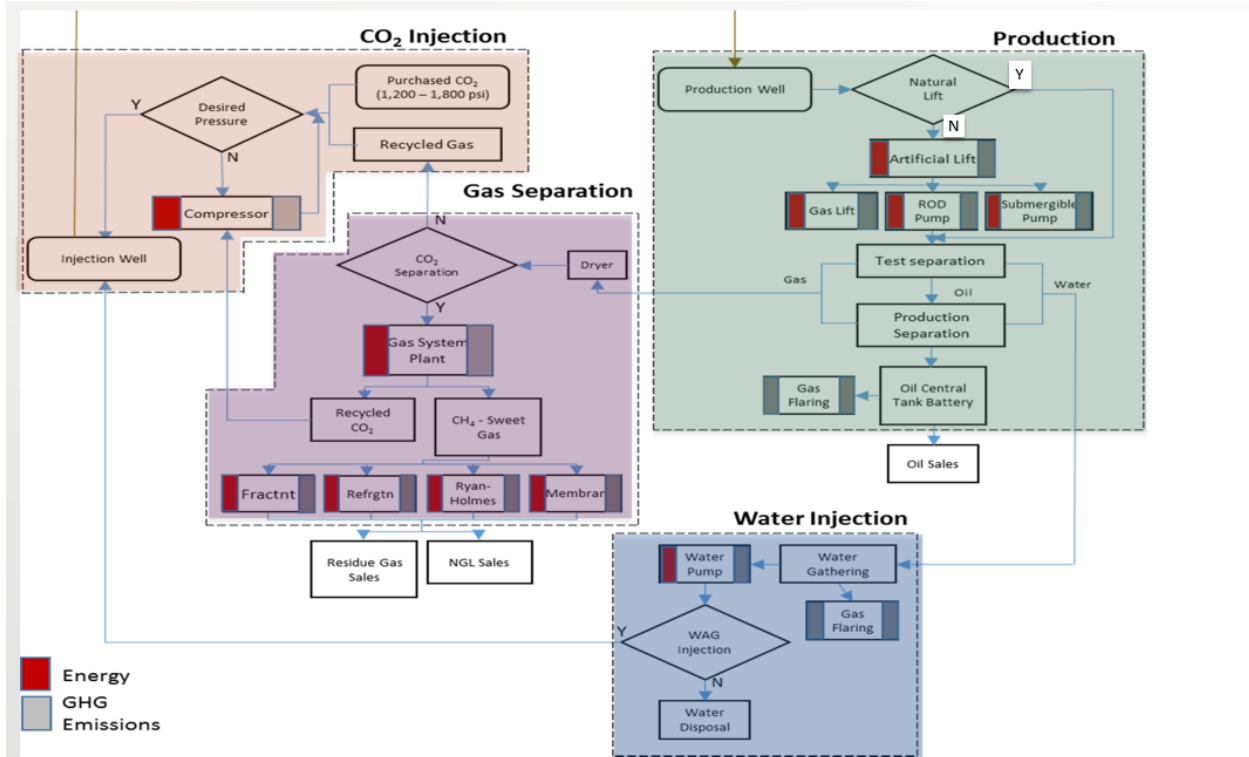 CO₂ Injection
Desired
Pressure
Y
N
Purchased CO₂
(1,200 – 1,800 psi)
Recycled Gas
Compressor
Injection Well
Production
Production Well
Natural
Lift
Y
N
Artificial Lift
Gas Lift
ROD
Pump
Submergible
Pump
Test separation
Gas
Oil
Water
Production
Separation
Gas
Flaring
Oil Central
Tank Battery
Oil Sales
Gas Separation
N
CO₂
Separation
Dryer
Y
Gas System
Plant
Recycled
CO₂
CH₄ - Sweet
Gas
Fractnt
Refrgtn
Ryan-
Holmes
Membran
Residue Gas
Sales
NGL Sales
Water Injection
Water
Pump
Water
Gathering
Gas
Flaring
Y
WAG
Injection
N
Water
Disposal
Energy
GHG
Emissions